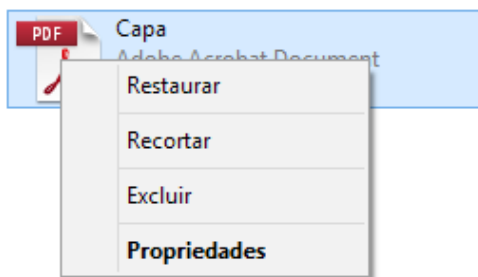 PDF
Capa
Adobe Acrobat Document
Restaurar
Recortar
Excluir
Propriedades